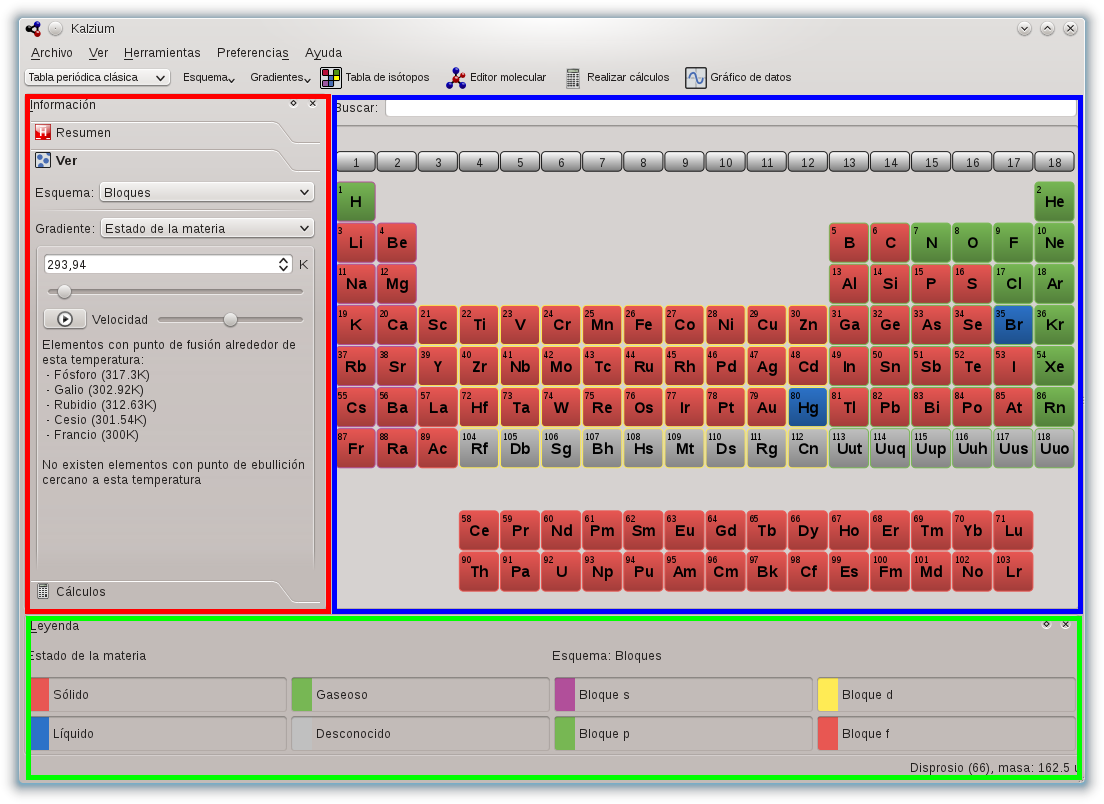 Kalzium
Archivo Ver Herramientas Preferencias Ayuda
Tabla periódica clásica Esquema Gradientes Tabla de isótopos Editor molecular Realizar cálculos Gráfico de datos
Información
Resumen
Ver
Esquema: Bloques
Gradiente: Estado de la materia
293,94 K
Velocidad
Elementos con punto de fusión alrededor de
esta temperatura:
- Fósforo (317.3K)
- Galio (302.92K)
- Rubidio (312.63K)
- Cesio (301.54K)
- Francio (300K)
No existen elementos con punto de ebullición
cercano a esta temperatura
Cálculos
Buscar:
1 2 3 4 5 6 7 8 9 10 11 12 13 14 15 16 17 18
1 H 2 He
3 Li 4 Be 5 B 6 C 7 N 8 O 9 F 10 Ne
11 Na 12 Mg 13 Al 14 Si 15 P 16 S 17 Cl 18 Ar
19 K 20 Ca 21 Sc 22 Ti 23 V 24 Cr 25 Mn 26 Fe 27 Co 28 Ni 29 Cu 30 Zn 31 Ga 32 Ge 33 As 34 Se 35 Br 36 Kr
37 Rb 38 Sr 39 Y 40 Zr 41 Nb 42 Mo 43 Tc 44 Ru 45 Rh 46 Pd 47 Ag 48 Cd 49 In 50 Sn 51 Sb 52 Te 53 I 54 Xe
55 Cs 56 Ba 57 La 72 Hf 73 Ta 74 W 75 Re 76 Os 77 Ir 78 Pt 79 Au 80 Hg 81 Tl 82 Pb 83 Bi 84 Po 85 At 86 Rn
87 Fr 88 Ra 89 Ac 104 Rf 105 Db 106 Sg 107 Bh 108 Hs 109 Mt 110 Ds 111 Rg 112 Cn 113 Uut 114 Uuq 115 Uup 116 Uuh 117 Uus 118 Uuo
58 Ce 59 Pr 60 Nd 61 Pm 62 Sm 63 Eu 64 Gd 65 Tb 66 Dy 67 Ho 68 Er 69 Tm 70 Yb 71 Lu
90 Th 91 Pa 92 U 93 Np 94 Pu 95 Am 96 Cm 97 Bk 98 Cf 99 Es 100 Fm 101 Md 102 No 103 Lr
Leyenda
Estado de la materia Esquema: Bloques
Sólido Gaseoso Bloque s Bloque d
Líquido Desconocido Bloque p Bloque f
Disprosio (66), masa: 162.5 u